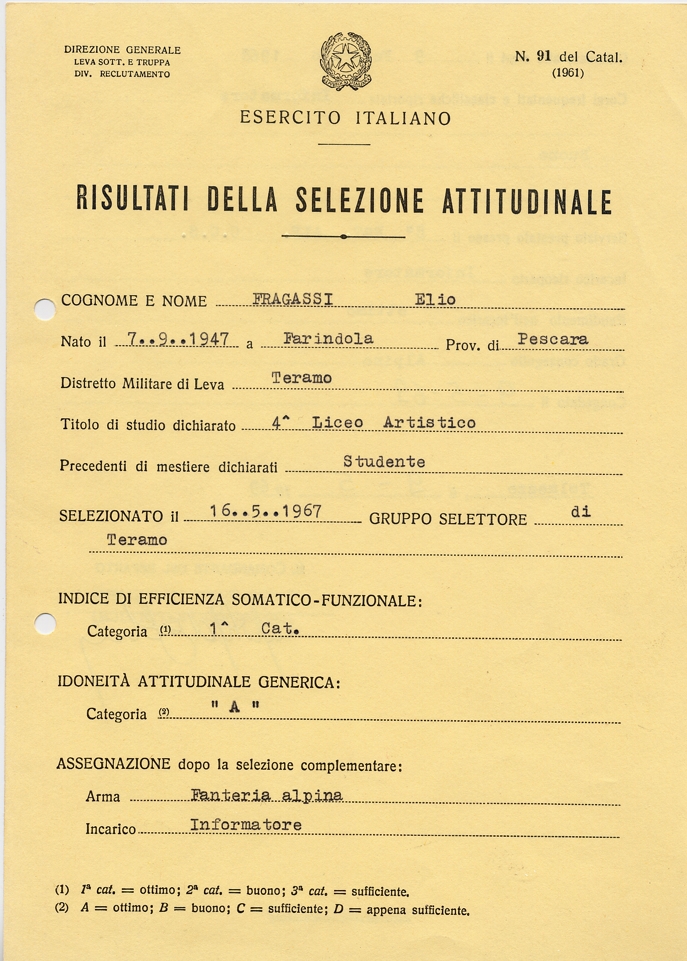 DIREZIONE GENERALE
LEVA SOTT. E TRUPPA
DIV. RECLUTAMENTO
N. 91 del Catal.
(1961)
ESERCITO ITALIANO
RISULTATI DELLA SELEZIONE ATTITUDINALE
COGNOME E NOME FRAGASSI Elio
Nato il 7..9..1947 a Farindola Prov. di Pescara
Distretto Militare di Leva Teramo
Titolo di studio dichiarato 4^ Liceo Artistico
Precedenti di mestiere dichiarati Studente
SELEZIONATO il 16..5..1967 GRUPPO SELETTORE di
Teramo
INDICE DI EFFICIENZA SOMATICO-FUNZIONALE:
Categoria (1) 1^ Cat.
IDONEITÀ ATTITUDINALE GENERICA:
Categoria (2) " A "
ASSEGNAZIONE dopo la selezione complementare:
Arma Fanteria alpina
Incarico Informatore
(1) 1ª cat. = ottimo; 2ª cat. = buono; 3ª cat. = sufficiente.
(2) A = ottimo; B = buono; C = sufficiente; D = appena sufficiente.